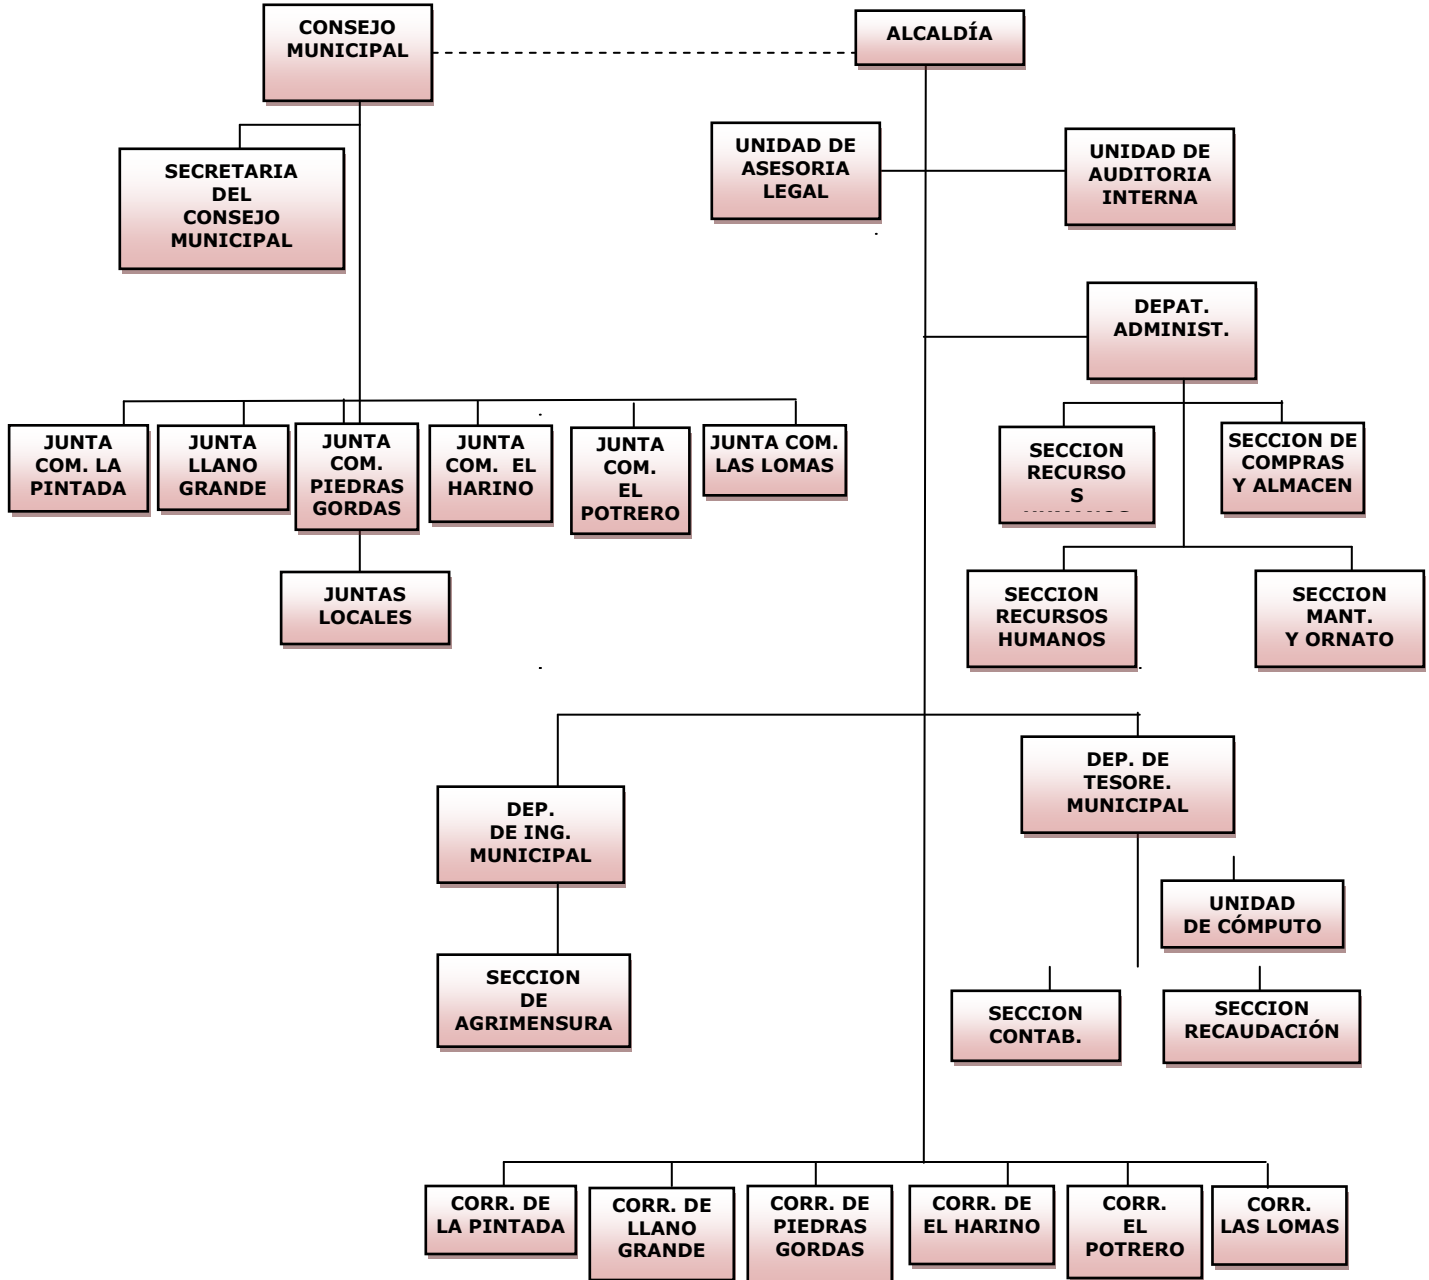 CONSEJO
MUNICIPAL
ALCALDÍA
UNIDAD DE
ASESORIA
LEGAL
UNIDAD DE
AUDITORIA
INTERNA
SECRETARIA
DEL
CONSEJO
MUNICIPAL
DEPAT.
ADMINIST.
JUNTA
COM. LA
PINTADA
JUNTA
LLANO
GRANDE
JUNTA
COM.
PIEDRAS
GORDAS
JUNTA
COM. EL
HARINO
JUNTA
COM.
EL
POTRERO
JUNTA COM.
LAS LOMAS
SECCION
RECURSO
S
SECCION DE
COMPRAS
Y ALMACEN
JUNTAS
LOCALES
SECCION
RECURSOS
HUMANOS
SECCION
MANT.
Y ORNATO
DEP.
DE ING.
MUNICIPAL
DEP. DE
TESORE.
MUNICIPAL
UNIDAD
DE CÓMPUTO
SECCION
DE
AGRIMENSURA
SECCION
CONTAB.
SECCION
RECAUDACIÓN
CORR. DE
LA PINTADA
CORR. DE
LLANO
GRANDE
CORR. DE
PIEDRAS
GORDAS
CORR. DE
EL HARINO
CORR.
EL
POTRERO
CORR.
LAS LOMAS